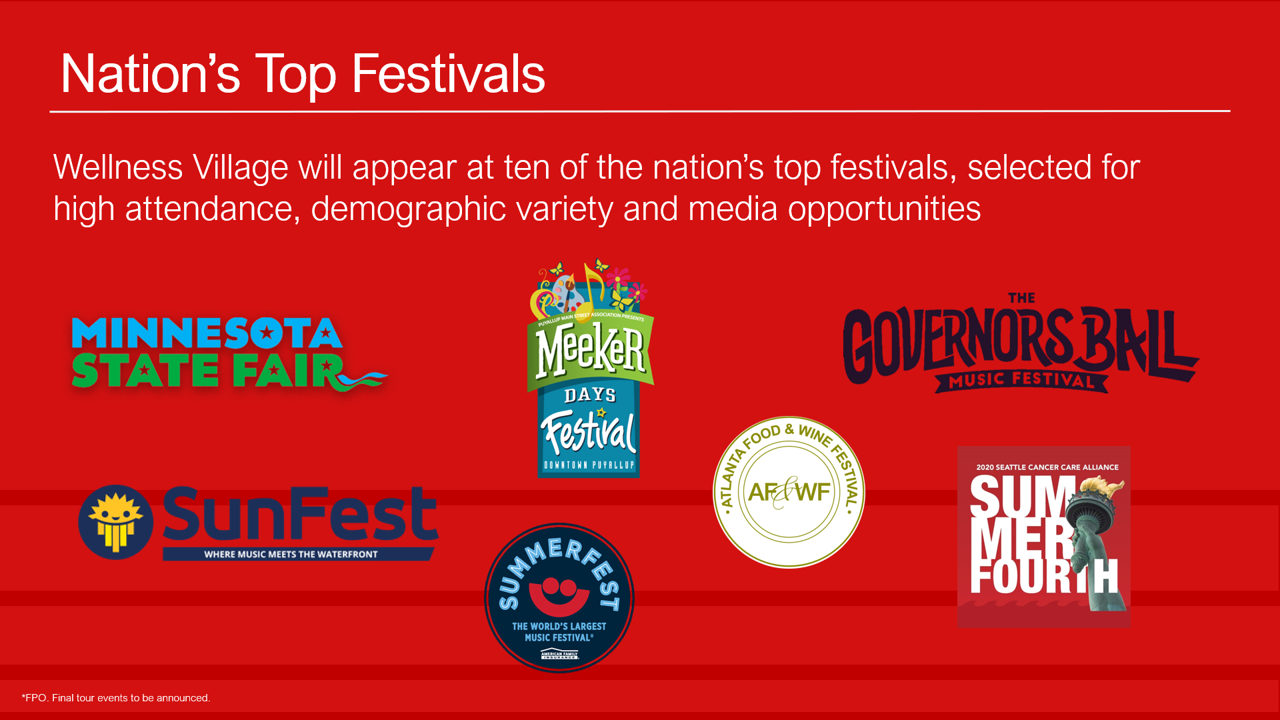 Nation’s Top Festivals
Wellness Village will appear at ten of the nation’s top festivals, selected for
high attendance, demographic variety and media opportunities
MINNESOTA
STATE FAIR
PUYALLUP MAIN STREET ASSOCIATION PRESENTS
MeeKeR
DAYS
Festival
DOWNTOWN PUYALLUP
THE
GOVERNORS BALL
MUSIC FESTIVAL
ATLANTA FOOD & WINE FESTIVAL
AF&WF
2020 SEATTLE CANCER CARE ALLIANCE
SUM
MER
FOURTH
SunFest
WHERE MUSIC MEETS THE WATERFRONT
SUMMERFEST
THE WORLD'S LARGEST
MUSIC FESTIVAL®
AMERICAN FAMILY
INSURANCE
*FPO. Final tour events to be announced.